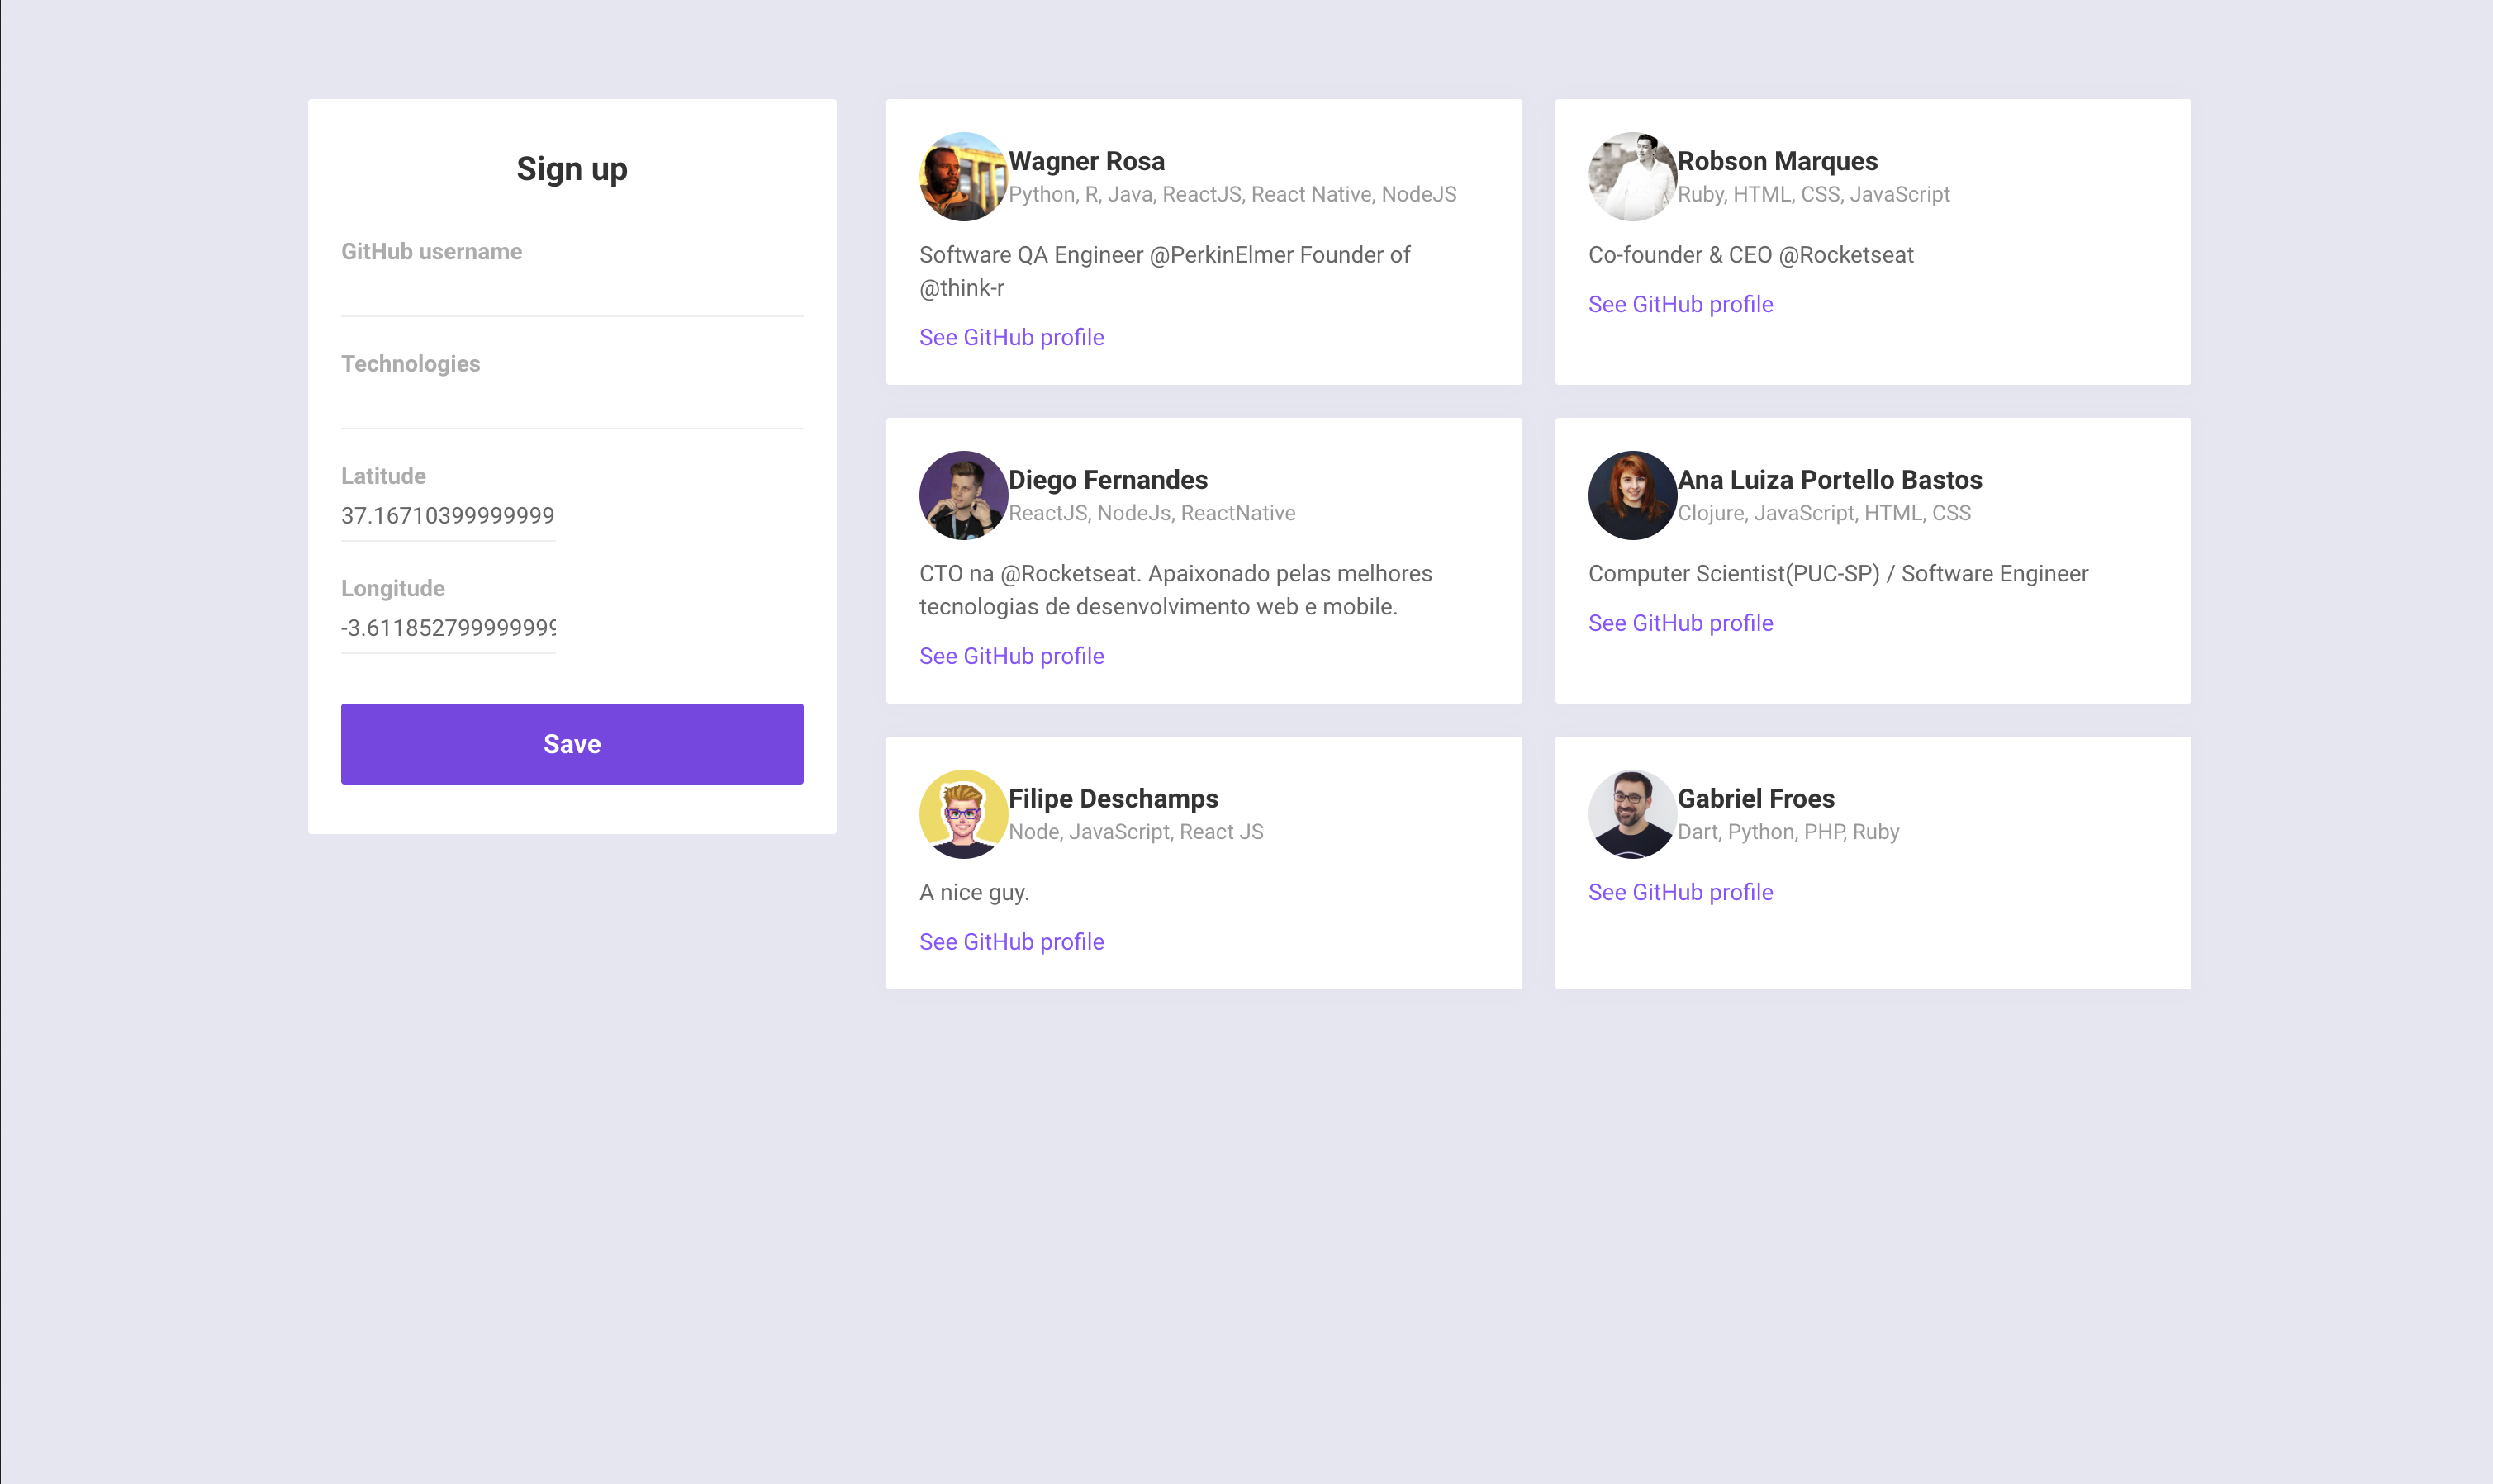 Sign up
GitHub username
Technologies
Latitude
37.16710399999999
Longitude
-3.611852799999999
Save
Wagner Rosa
Python, R, Java, ReactJS, React Native, NodeJS
Software QA Engineer @PerkinElmer Founder of
@think-r
See GitHub profile
Robson Marques
Ruby, HTML, CSS, JavaScript
Co-founder & CEO @Rocketseat
See GitHub profile
Diego Fernandes
ReactJS, NodeJs, ReactNative
CTO na @Rocketseat. Apaixonado pelas melhores
tecnologias de desenvolvimento web e mobile.
See GitHub profile
Ana Luiza Portello Bastos
Clojure, JavaScript, HTML, CSS
Computer Scientist(PUC-SP) / Software Engineer
See GitHub profile
Filipe Deschamps
Node, JavaScript, React JS
A nice guy.
See GitHub profile
Gabriel Froes
Dart, Python, PHP, Ruby
See GitHub profile